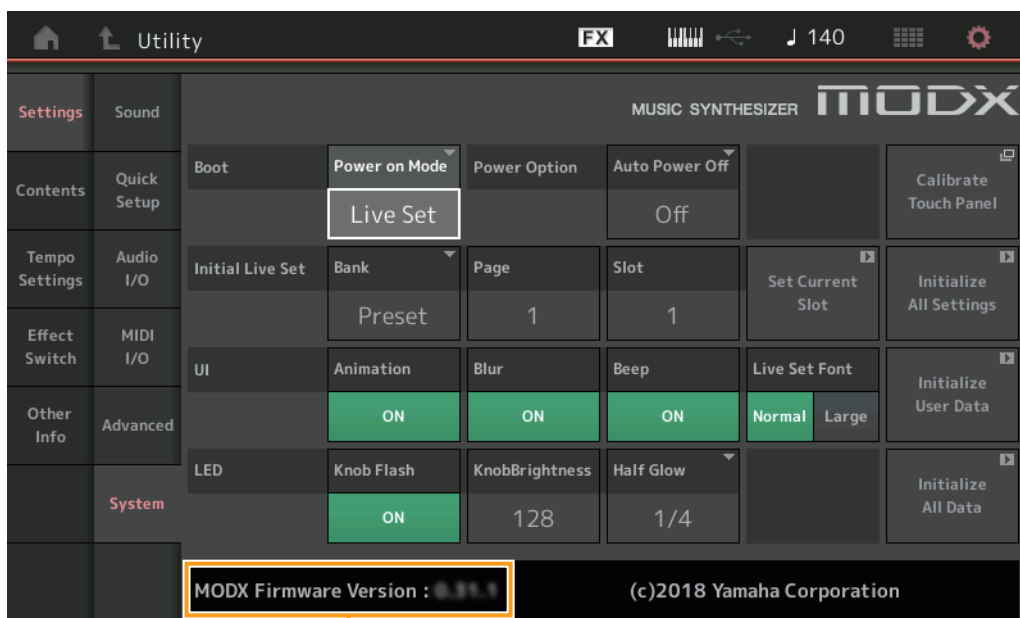 Utility
FX
140
MUSIC SYNTHESIZER MODX
Settings
Sound
Contents
Quick
Setup
Tempo
Settings
Audio
I/O
Effect
Switch
MIDI
I/O
Other
Info
Advanced
System
Boot
Power on Mode
Live Set
Power Option
Auto Power Off
Off
Calibrate
Touch Panel
Initial Live Set
Bank
Preset
Page
1
Slot
1
Set Current
Slot
Initialize
All Settings
UI
Animation
ON
Blur
ON
Beep
ON
Live Set Font
Normal Large
Initialize
User Data
LED
Knob Flash
ON
KnobBrightness
128
Half Glow
1/4
Initialize
All Data
MODX Firmware Version :
(c)2018 Yamaha Corporation